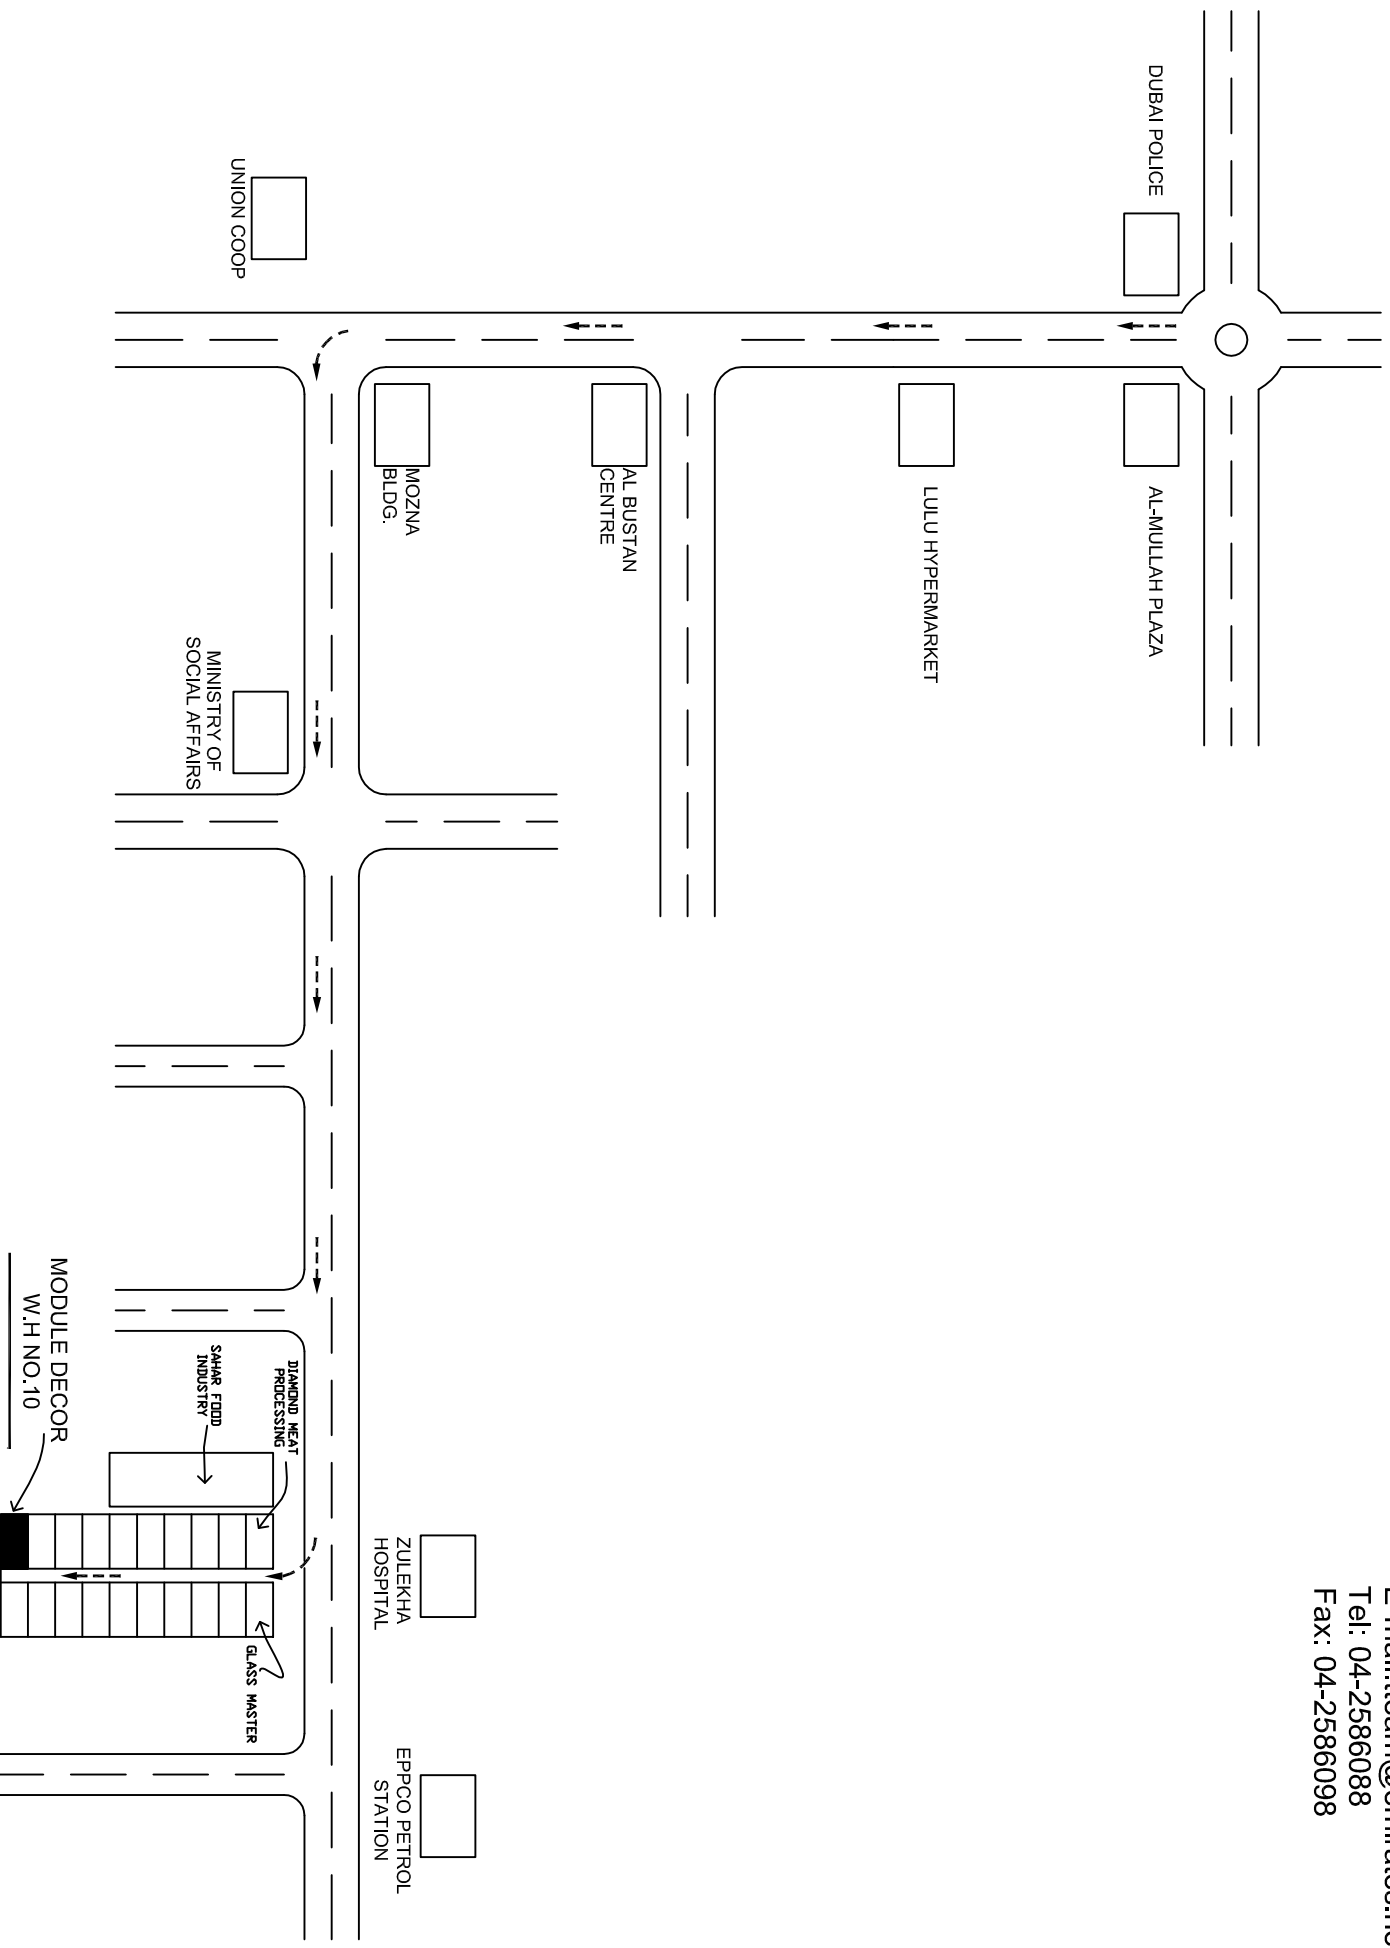 Tel: 04-2586088
Fax: 04-2586098
DUBAI POLICE
AL-MULLAH PLAZA
LULU HYPERMARKET
AL BUSTAN
CENTRE
MOZNA
BLDG.
UNION COOP
MINISTRY OF
SOCIAL AFFAIRS
ZULEKHA
HOSPITAL
EPPCO PETROL
STATION
DIAMOND MEAT
PROCESSING
SAHAR FOOD
INDUSTRY
GLASS MASTER
MODULE DECOR
W.H NO.10